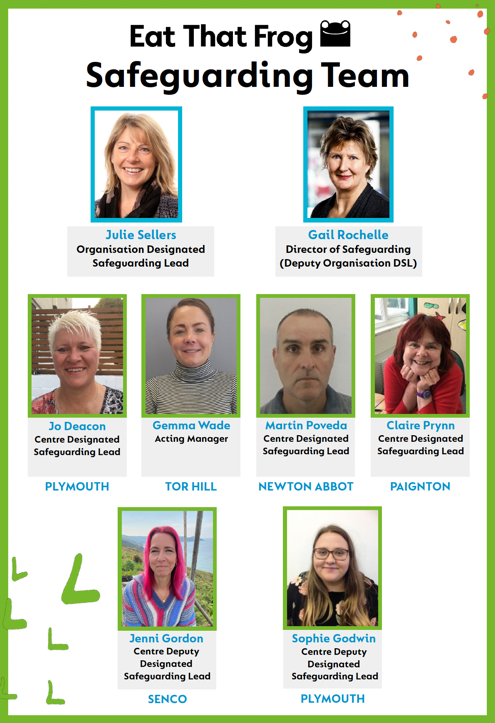 Eat That Frog
Safeguarding Team
Julie Sellers
Organisation Designated
Safeguarding Lead
Gail Rochelle
Director of Safeguarding
(Deputy Organisation DSL)
Jo Deacon
Centre Designated
Safeguarding Lead
PLYMOUTH
Gemma Wade
Acting Manager
TOR HILL
Martin Poveda
Centre Designated
Safeguarding Lead
NEWTON ABBOT
Claire Prynn
Centre Designated
Safeguarding Lead
PAIGNTON
Jenni Gordon
Centre Deputy
Designated
Safeguarding Lead
SENCO
Sophie Godwin
Centre Deputy
Designated
Safeguarding Lead
PLYMOUTH